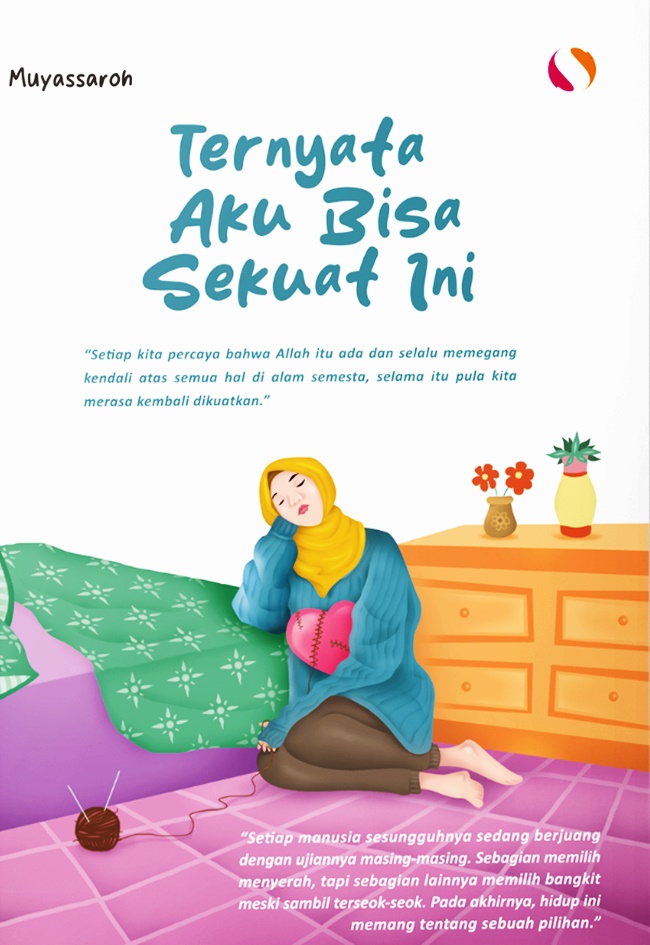 Muyassaroh
Ternyata
Aku Bisa
Sekuat Ini
“Setiap kita percaya bahwa Allah itu ada dan selalu memegang
kendali atas semua hal di alam semesta, selama itu pula kita
merasa kembali dikuatkan.”
“Setiap manusia sesungguhnya sedang berjuang
dengan ujiannya masing-masing. Sebagian memilih
menyerah, tapi sebagian lainnya memilih bangkit
meski sambil terseok-seok. Pada akhirnya, hidup ini
memang tentang sebuah pilihan.”